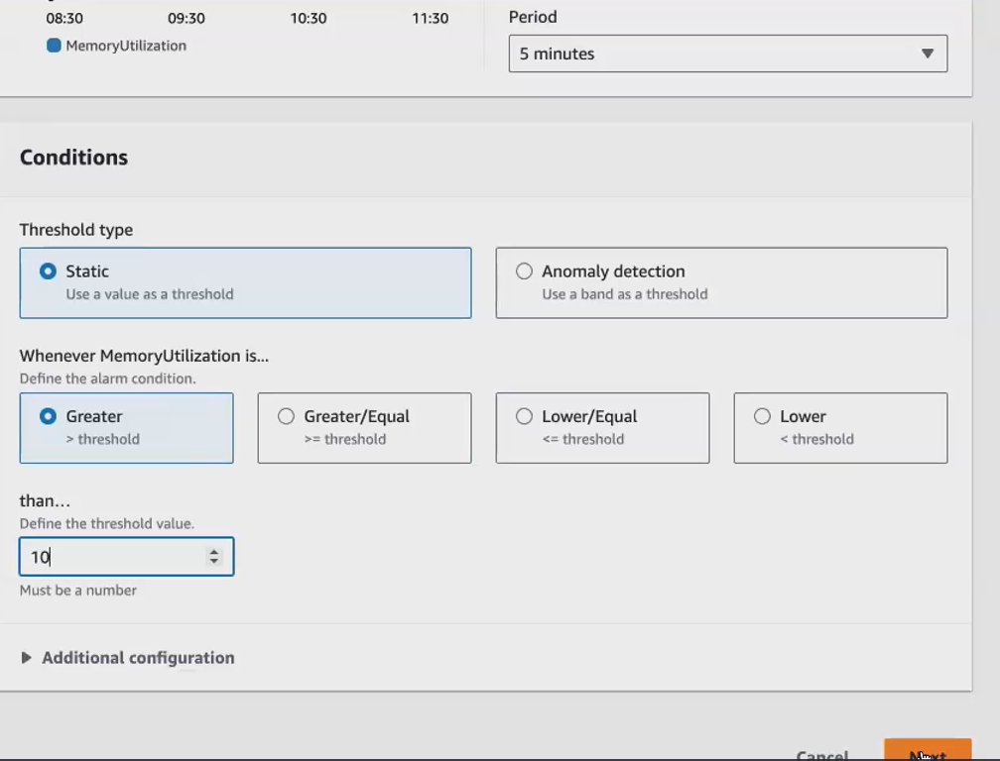 08:30 09:30 10:30 11:30
MemoryUtilization
Period
5 minutes
Conditions
Threshold type
Static
Use a value as a threshold
Anomaly detection
Use a band as a threshold
Whenever MemoryUtilization is...
Define the alarm condition.
Greater
> threshold
Greater/Equal
>= threshold
Lower/Equal
<= threshold
Lower
< threshold
than...
Define the threshold value.
10
Must be a number
Additional configuration
Cancel
Next